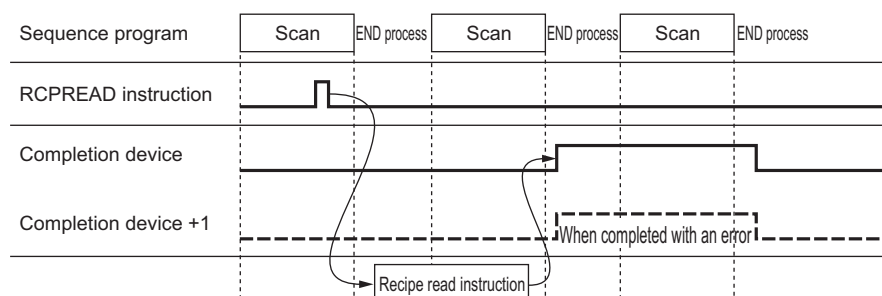 Sequence program Scan END process Scan END process Scan END process
RCPREAD instruction
Completion device
Completion device +1 When completed with an error
Recipe read instruction